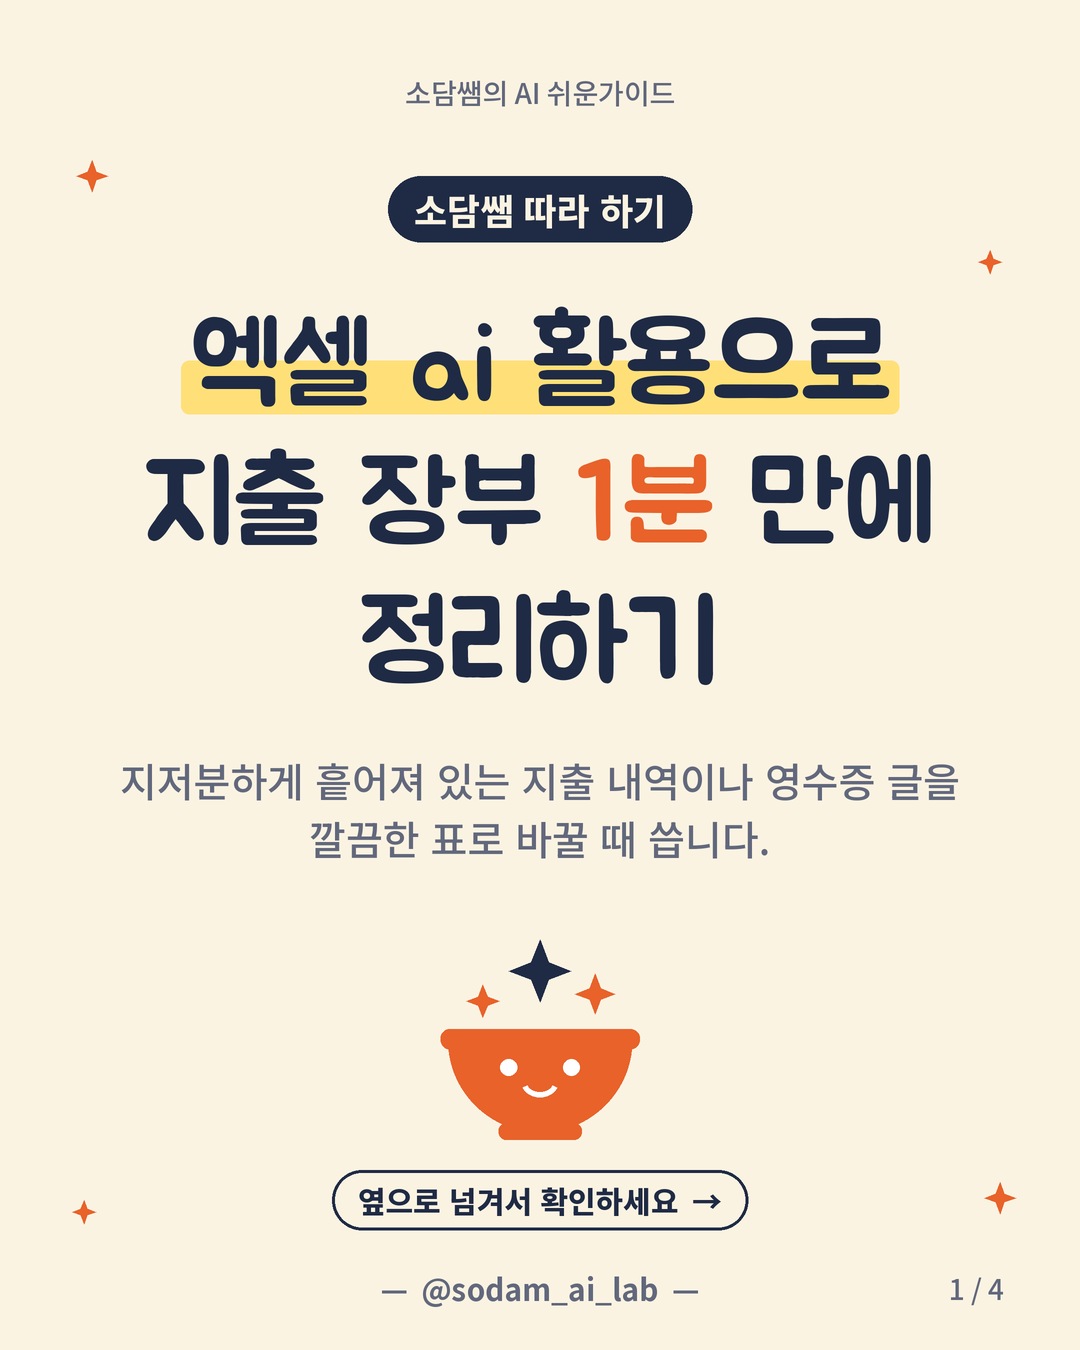 소담쌤의 AI 쉬운가이드
소담쌤 따라 하기
엑셀 ai 활용으로
지출 장부 1분 만에
정리하기
지저분하게 흩어져 있는 지출 내역이나 영수증 글을
깔끔한 표로 바꿀 때 씁니다.
옆으로 넘겨서 확인하세요 →
— @sodam_ai_lab —
1 / 4